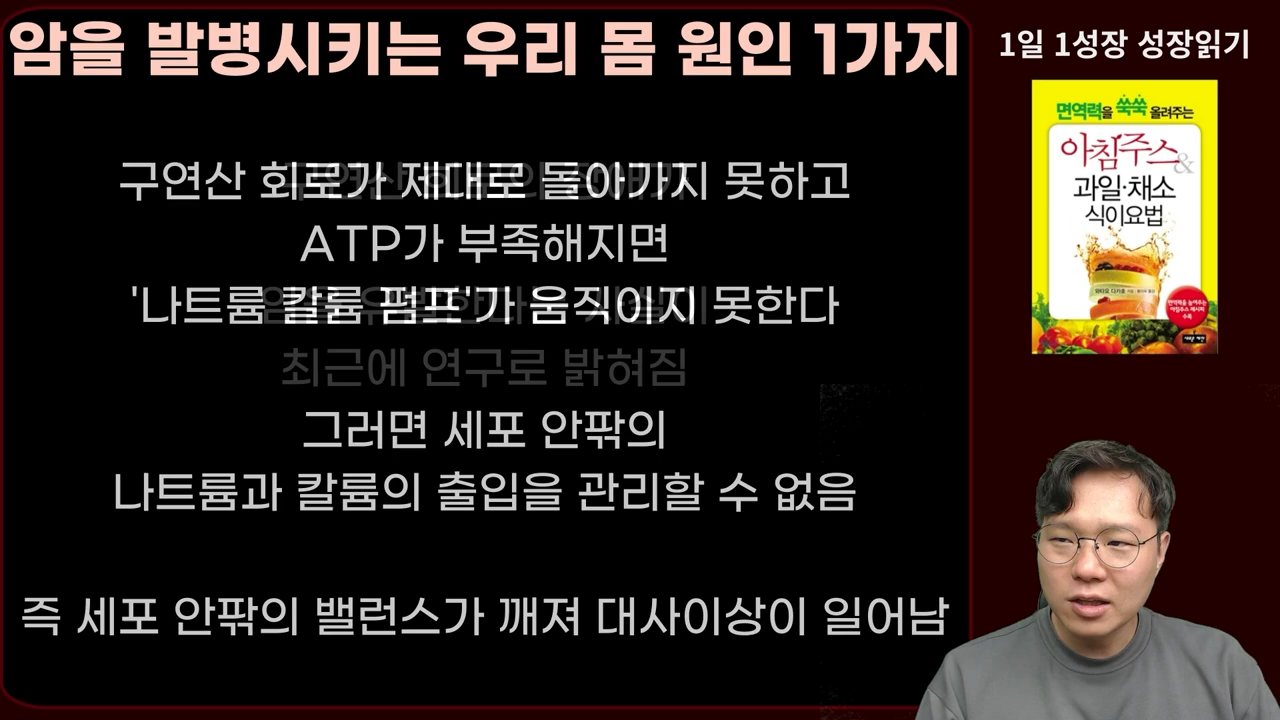 암을 발병시키는 우리 몸 원인 1가지
1일 1성장 성장읽기
면역력을 쑥쑥 올려주는
아침주스&
과일·채소
식이요법
구연산 회로가 제대로 돌아가지 못하고
ATP가 부족해지면
'나트륨 칼륨 펌프'가 움직이지 못한다
최근에 연구로 밝혀짐
그러면 세포 안팎의
나트륨과 칼륨의 출입을 관리할 수 없음
즉 세포 안팎의 밸런스가 깨져 대사이상이 일어남